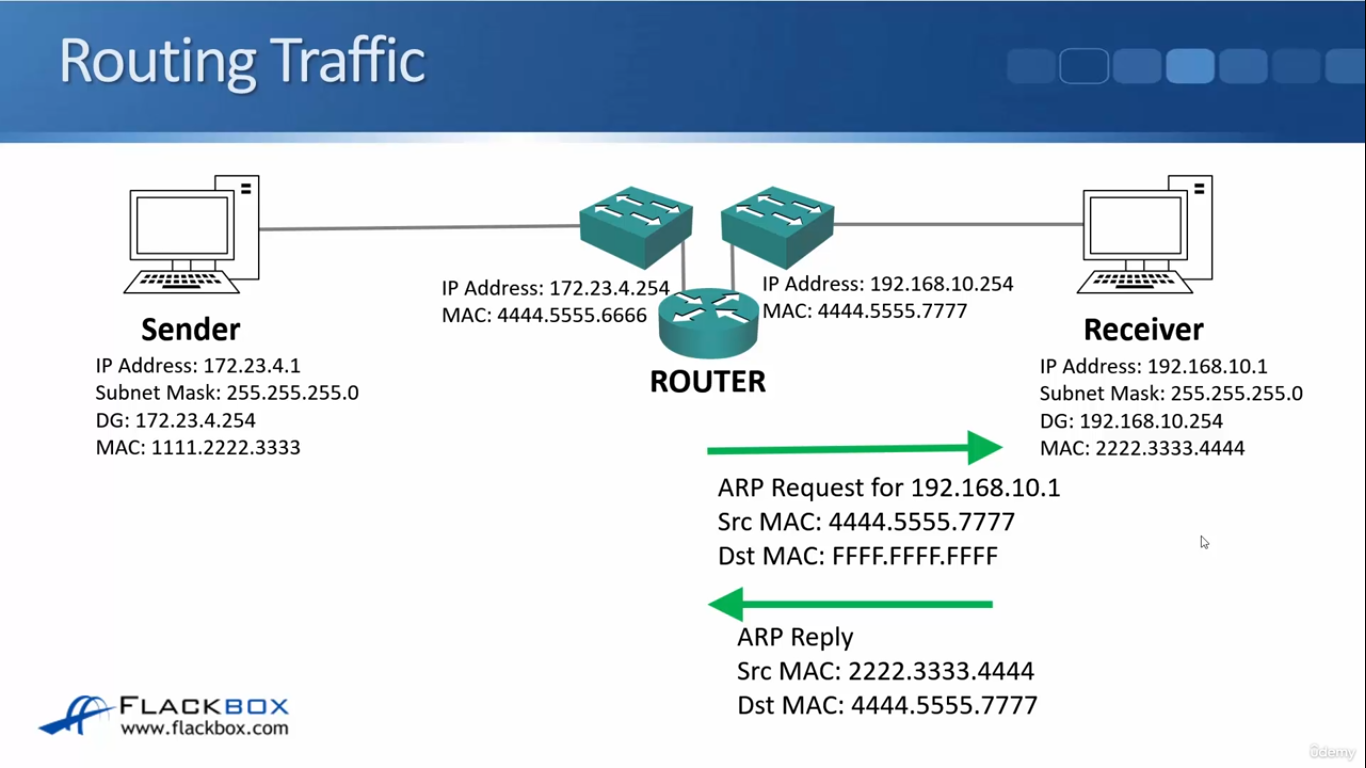 Routing Traffic
IP Address: 172.23.4.254
MAC: 4444.5555.6666
IP Address: 192.168.10.254
MAC: 4444.5555.7777
ROUTER
Sender
IP Address: 172.23.4.1
Subnet Mask: 255.255.255.0
DG: 172.23.4.254
MAC: 1111.2222.3333
Receiver
IP Address: 192.168.10.1
Subnet Mask: 255.255.255.0
DG: 192.168.10.254
MAC: 2222.3333.4444
ARP Request for 192.168.10.1
Src MAC: 4444.5555.7777
Dst MAC: FFFF.FFFF.FFFF
ARP Reply
Src MAC: 2222.3333.4444
Dst MAC: 4444.5555.7777
FLACKBOX
www.flackbox.com
ûdemy